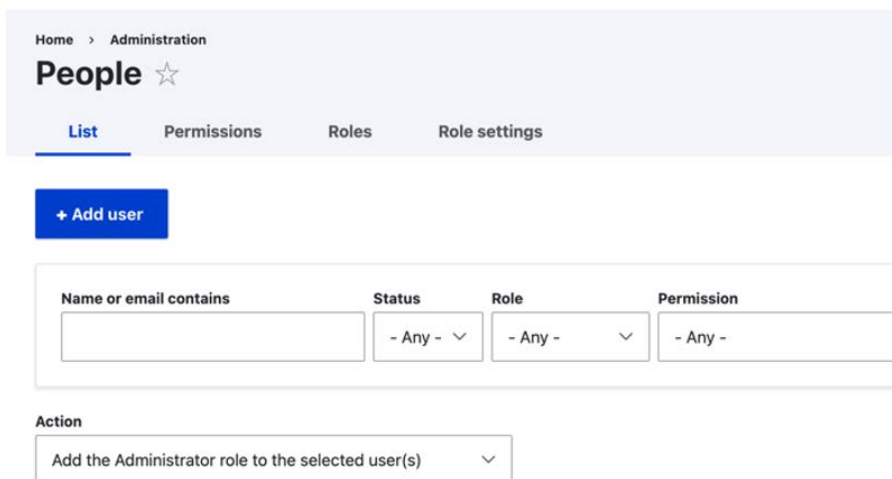 Home > Administration
People
List Permissions Roles Role settings
+ Add user
Name or email contains Status Role Permission
- Any - - Any - - Any -
Action
Add the Administrator role to the selected user(s)